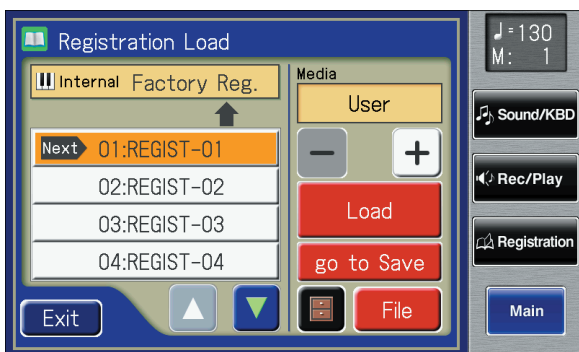 Registration Load
Internal Factory Reg.
Next 01:REGIST-01
02:REGIST-02
03:REGIST-03
04:REGIST-04
Exit
Media
User
Load
go to Save
File
♩=130
M: 1
Sound/KBD
Rec/Play
Registration
Main